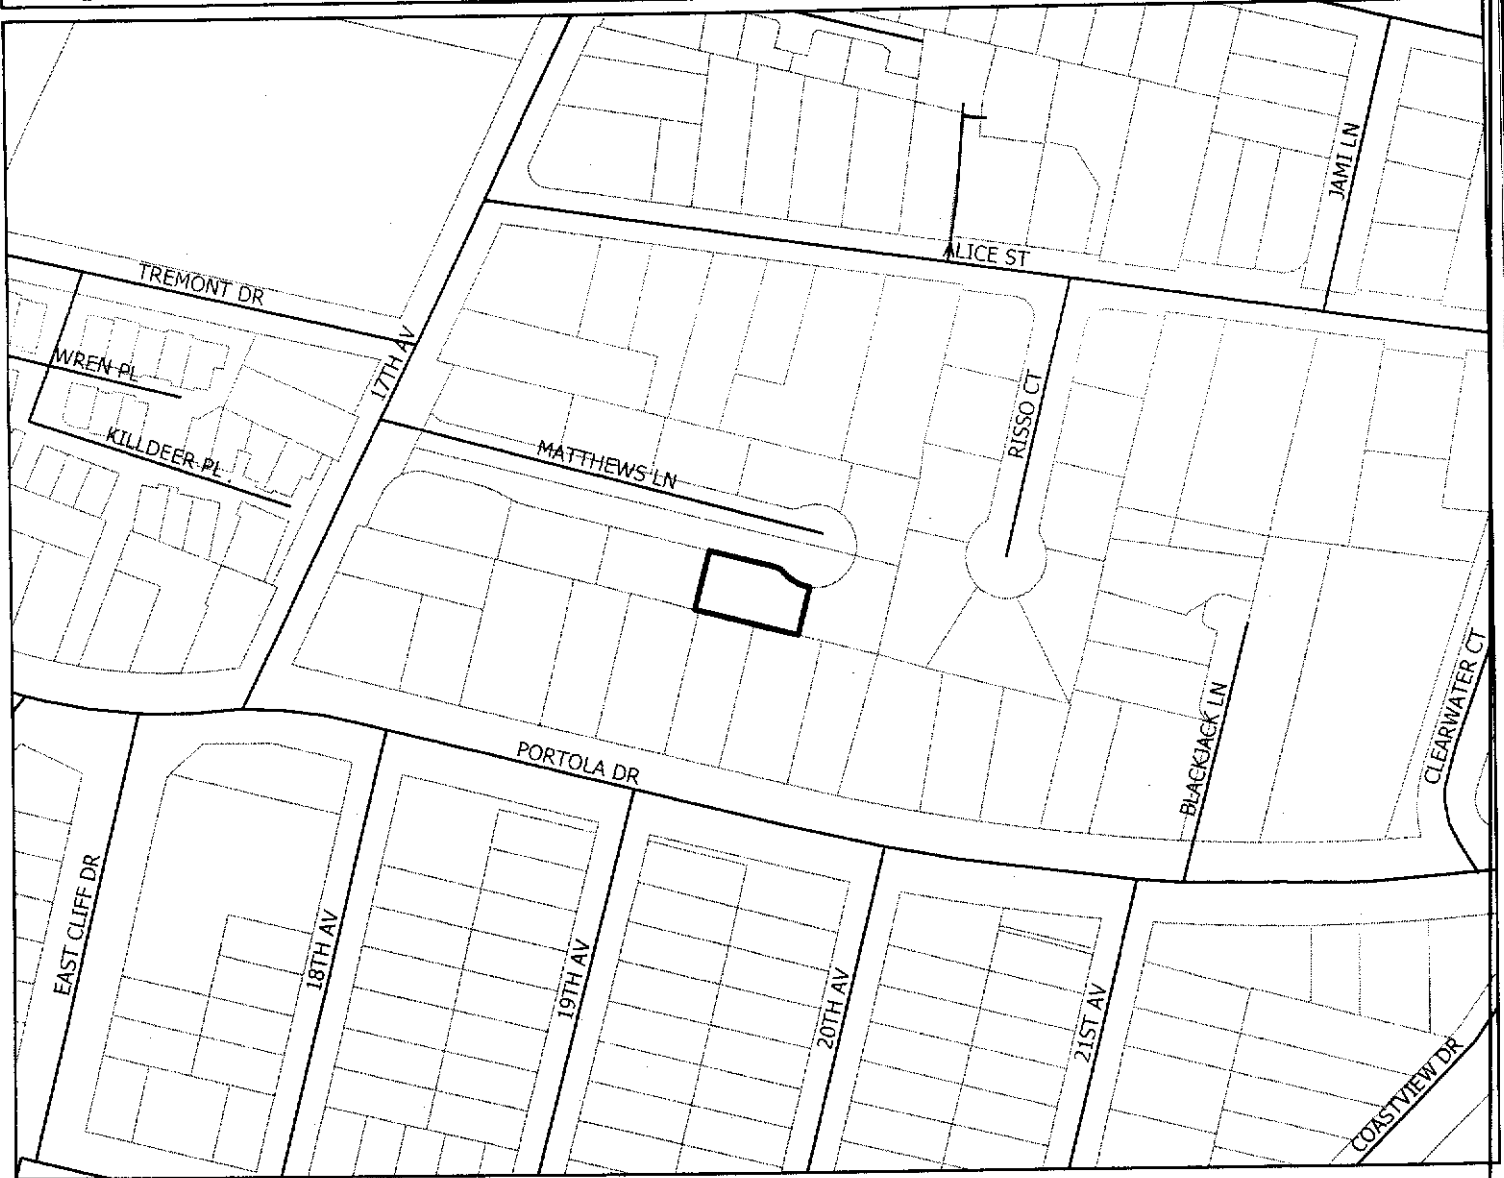 JAMI LN
ALICE ST
TREMONT DR
17TH AV
WREN PL
RISSO CT
KILLDEER PL
MATTHEWS LN
CLEARWATER CT
BLACKJACK LN
PORTOLA DR
EAST CLIFF DR
18TH AV
19TH AV
20TH AV
21ST AV
COASTVIEW DR